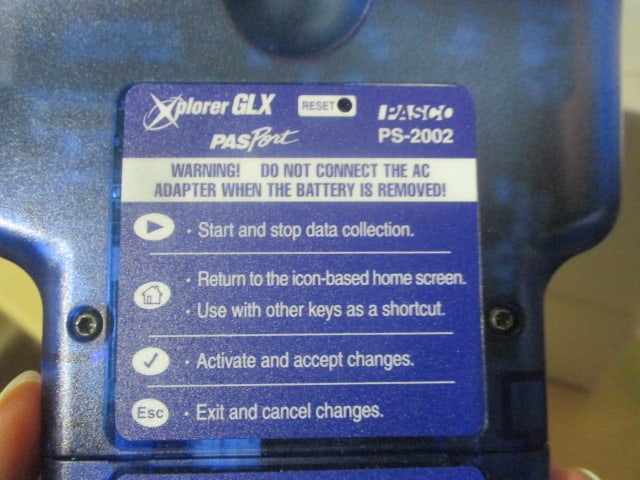 Xplorer GLX RESET PASCO
PASPort PS-2002
WARNING! DO NOT CONNECT THE AC
ADAPTER WHEN THE BATTERY IS REMOVED!
· Start and stop data collection.
· Return to the icon-based home screen.
· Use with other keys as a shortcut.
· Activate and accept changes.
Esc · Exit and cancel changes.